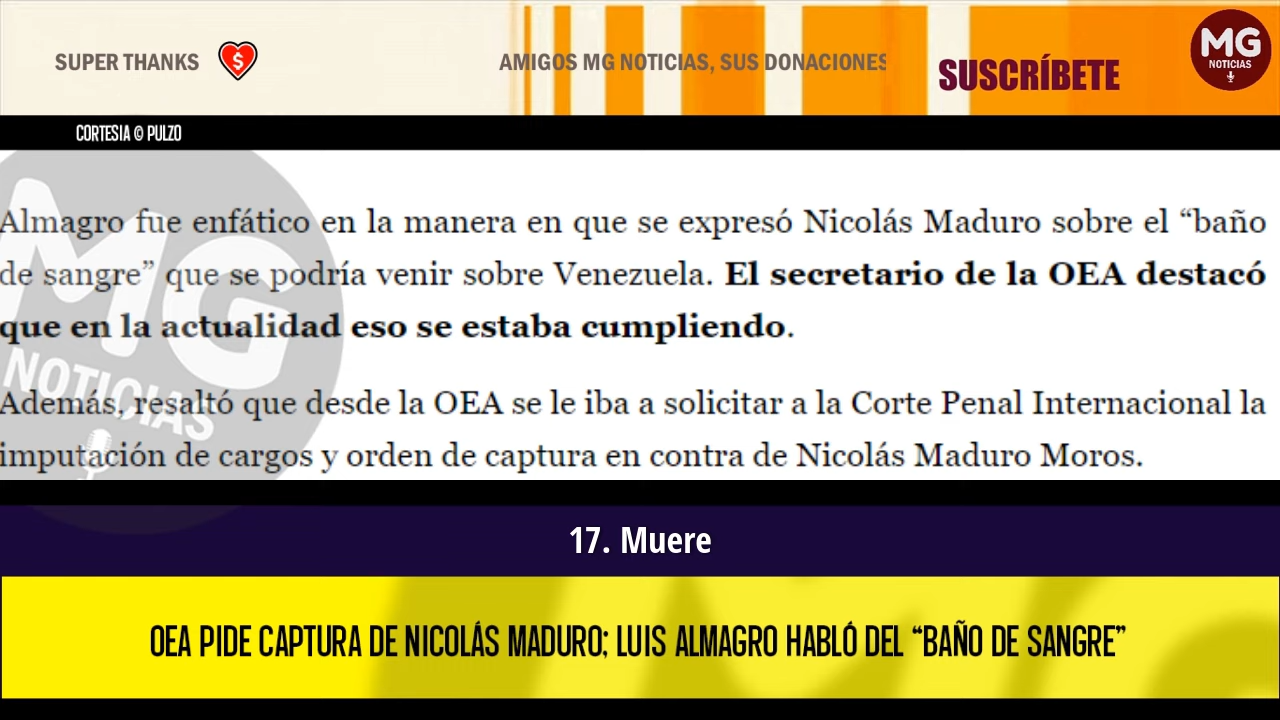 SUPER THANKS
AMIGOS MG NOTICIAS, SUS DONACIONES
SUSCRÍBETE
MG
NOTICIAS
CORTESIA © PULZO
Almagro fue enfático en la manera en que se expresó Nicolás Maduro sobre el “baño
de sangre” que se podría venir sobre Venezuela. El secretario de la OEA destacó
que en la actualidad eso se estaba cumpliendo.
Además, resaltó que desde la OEA se le iba a solicitar a la Corte Penal Internacional la
imputación de cargos y orden de captura en contra de Nicolás Maduro Moros.
MG
NOTICIAS
17. Muere
OEA PIDE CAPTURA DE NICOLÁS MADURO; LUIS ALMAGRO HABLÓ DEL “BAÑO DE SANGRE”